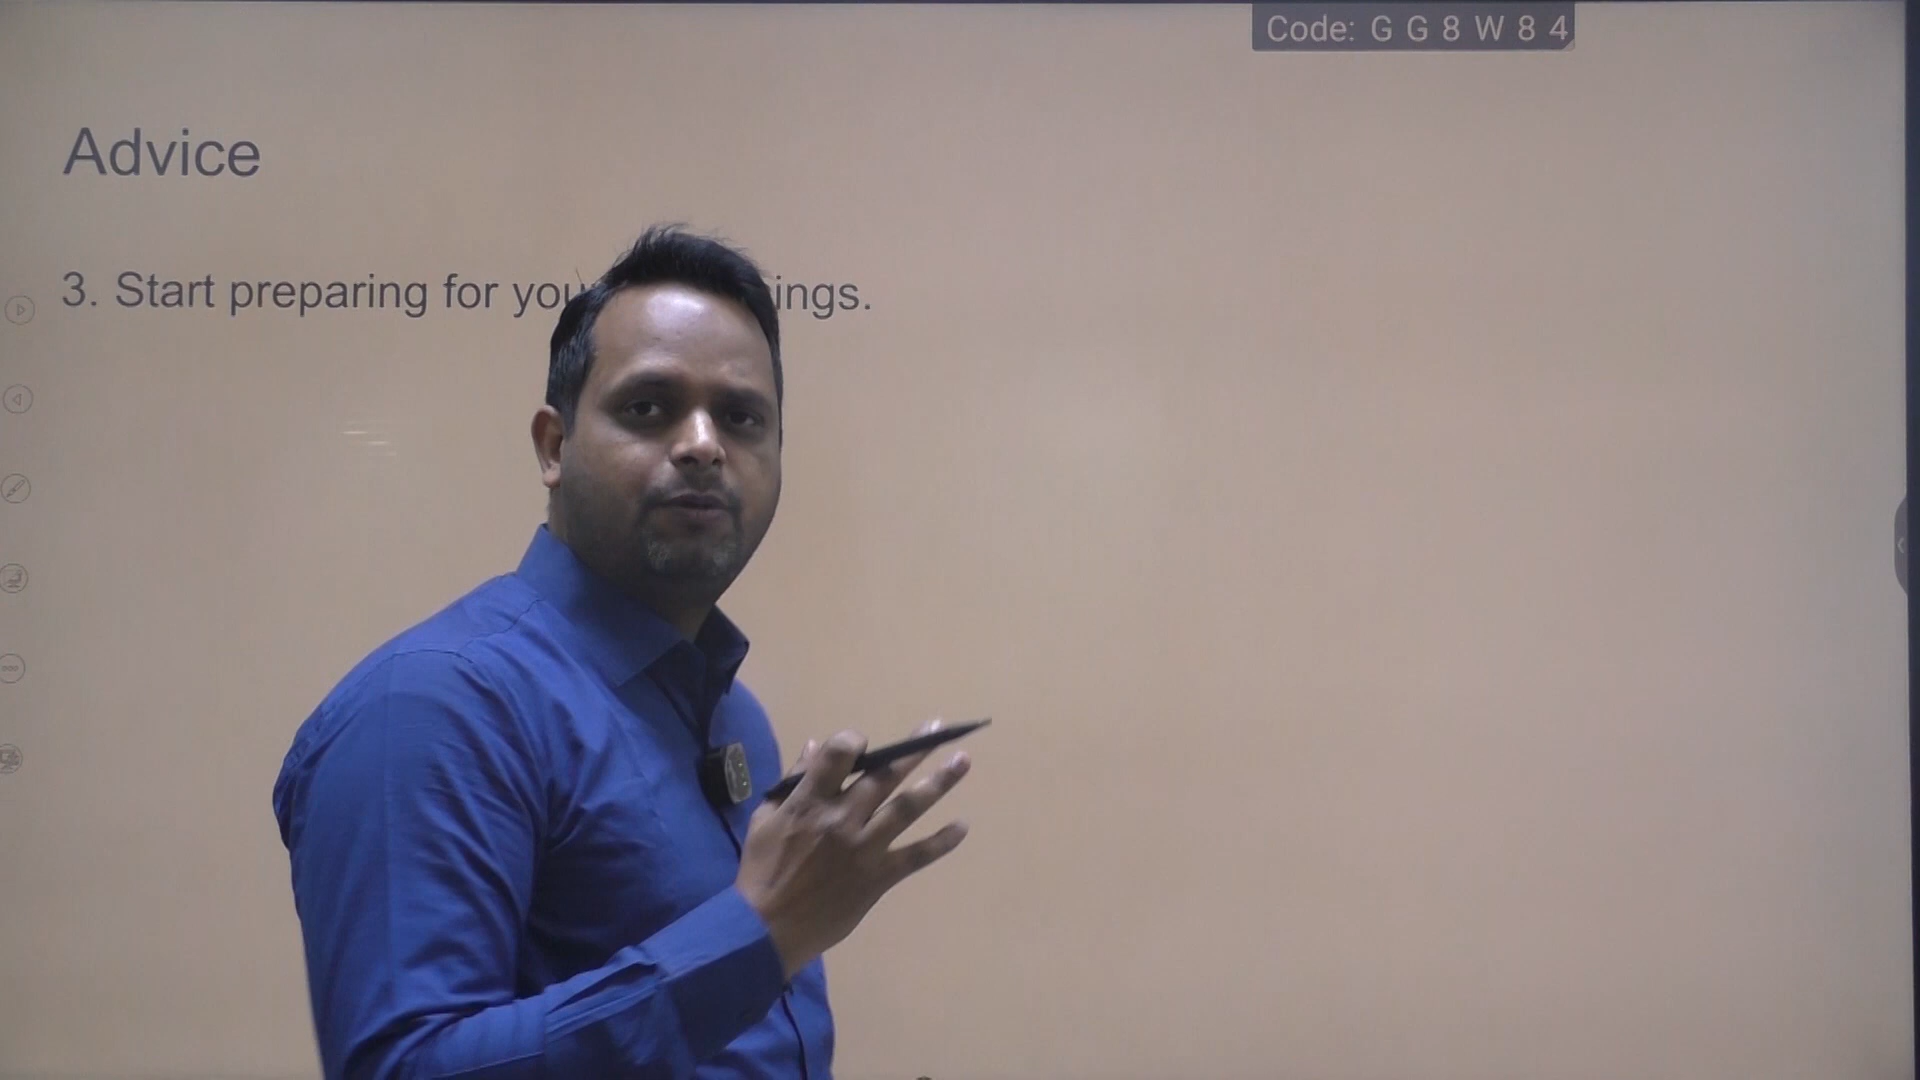 Code: G G 8 W 8 4
Advice
3. Start preparing for you ings.